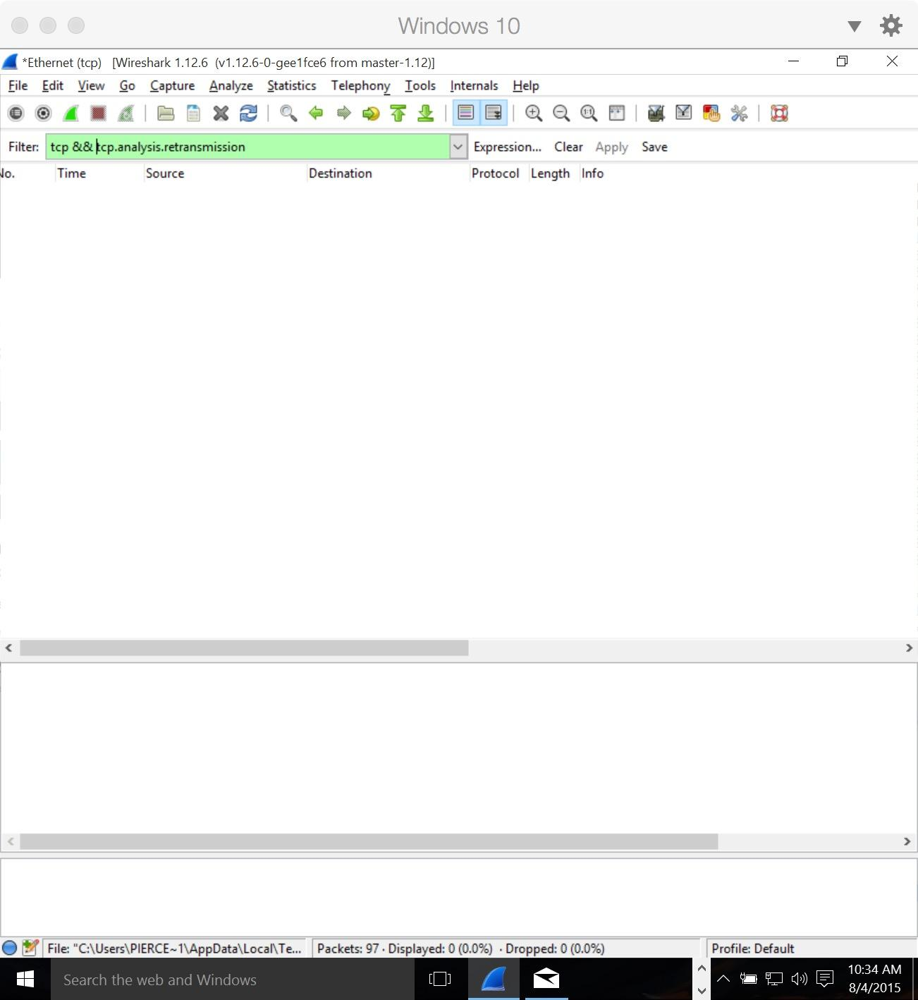 Windows 10
*Ethernet (tcp) [Wireshark 1.12.6 (v1.12.6-0-gee1fce6 from master-1.12)]
File Edit View Go Capture Analyze Statistics Telephony Tools Internals Help
Filter: tcp && tcp.analysis.retransmission Expression... Clear Apply Save
No. Time Source Destination Protocol Length Info
File: "C:\Users\PIERCE~1\AppData\Local\Te... Packets: 97 · Displayed: 0 (0.0%) · Dropped: 0 (0.0%) Profile: Default
Search the web and Windows
10:34 AM
8/4/2015